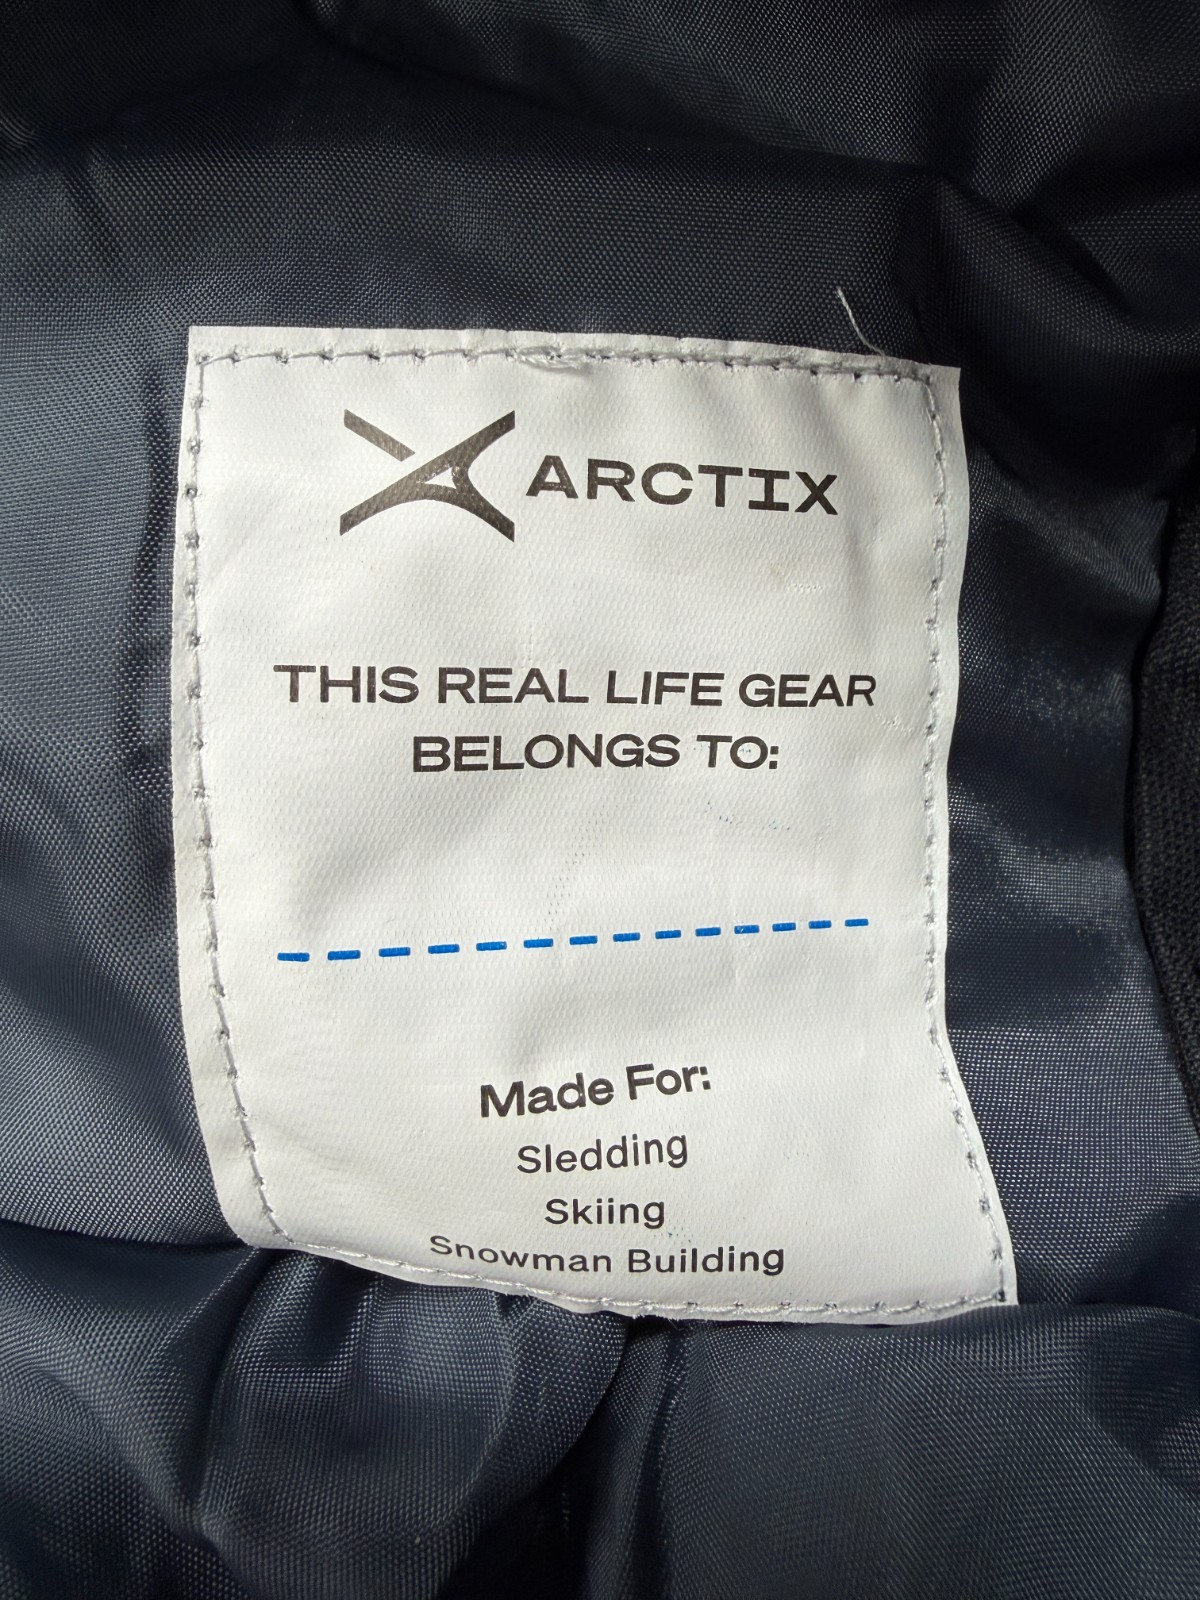 ARCTIX
THIS REAL LIFE GEAR
BELONGS TO:
Made For:
Sledding
Skiing
Snowman Building